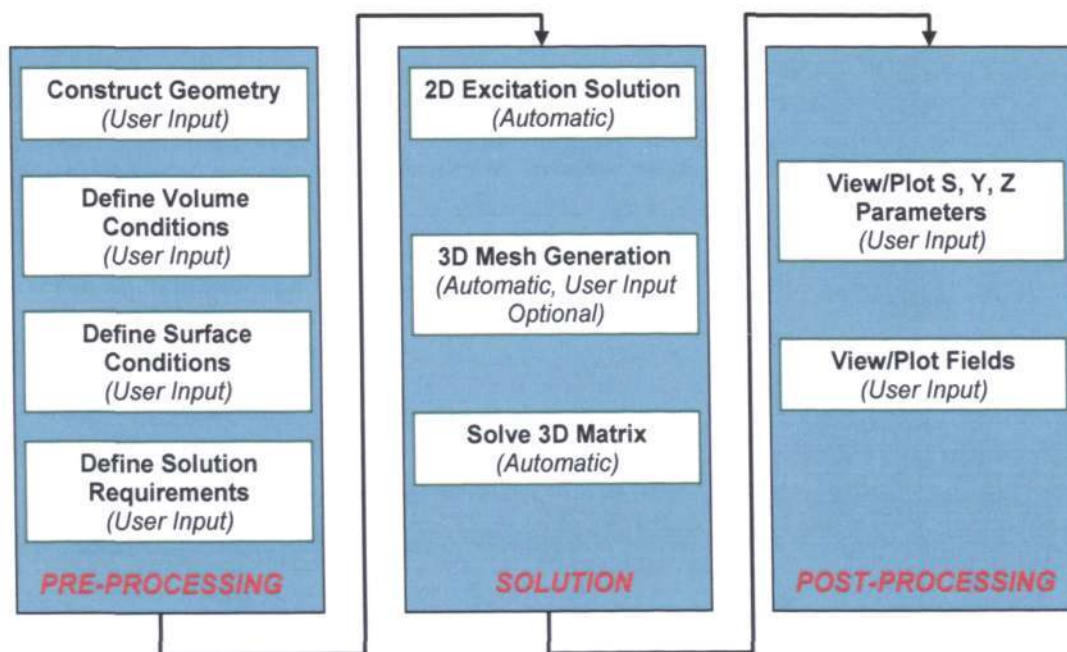 Construct Geometry
(User Input)
Define Volume
Conditions
(User Input)
Define Surface
Conditions
(User Input)
Define Solution
Requirements
(User Input)
PRE-PROCESSING
2D Excitation Solution
(Automatic)
3D Mesh Generation
(Automatic, User Input
Optional)
Solve 3D Matrix
(Automatic)
SOLUTION
View/Plot S, Y, Z
Parameters
(User Input)
View/Plot Fields
(User Input)
POST-PROCESSING